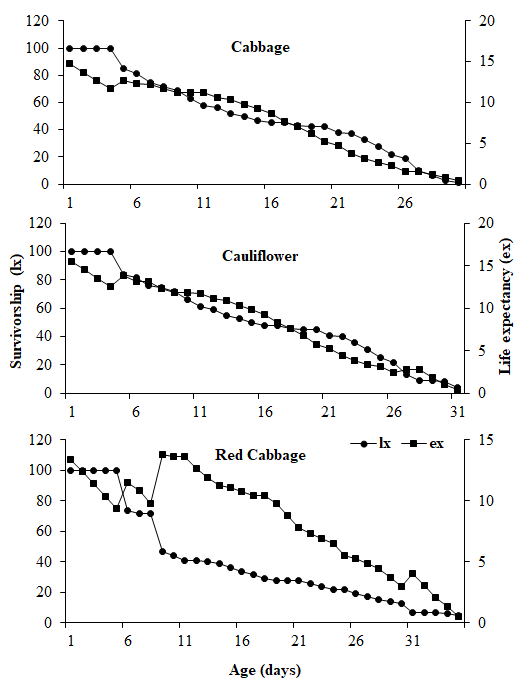 Cabbage
120 100 80 60 40 20 0
20 15 10 5 0
1 6 11 16 21 26
Cauliflower
120 100 80 60 40 20 0
20 15 10 5 0
1 6 11 16 21 26 31
Survivorship (lx)
Life expectancy (ex)
Red Cabbage
lx ex
120 100 80 60 40 20 0
15 10 5 0
1 6 11 16 21 26 31
Age (days)